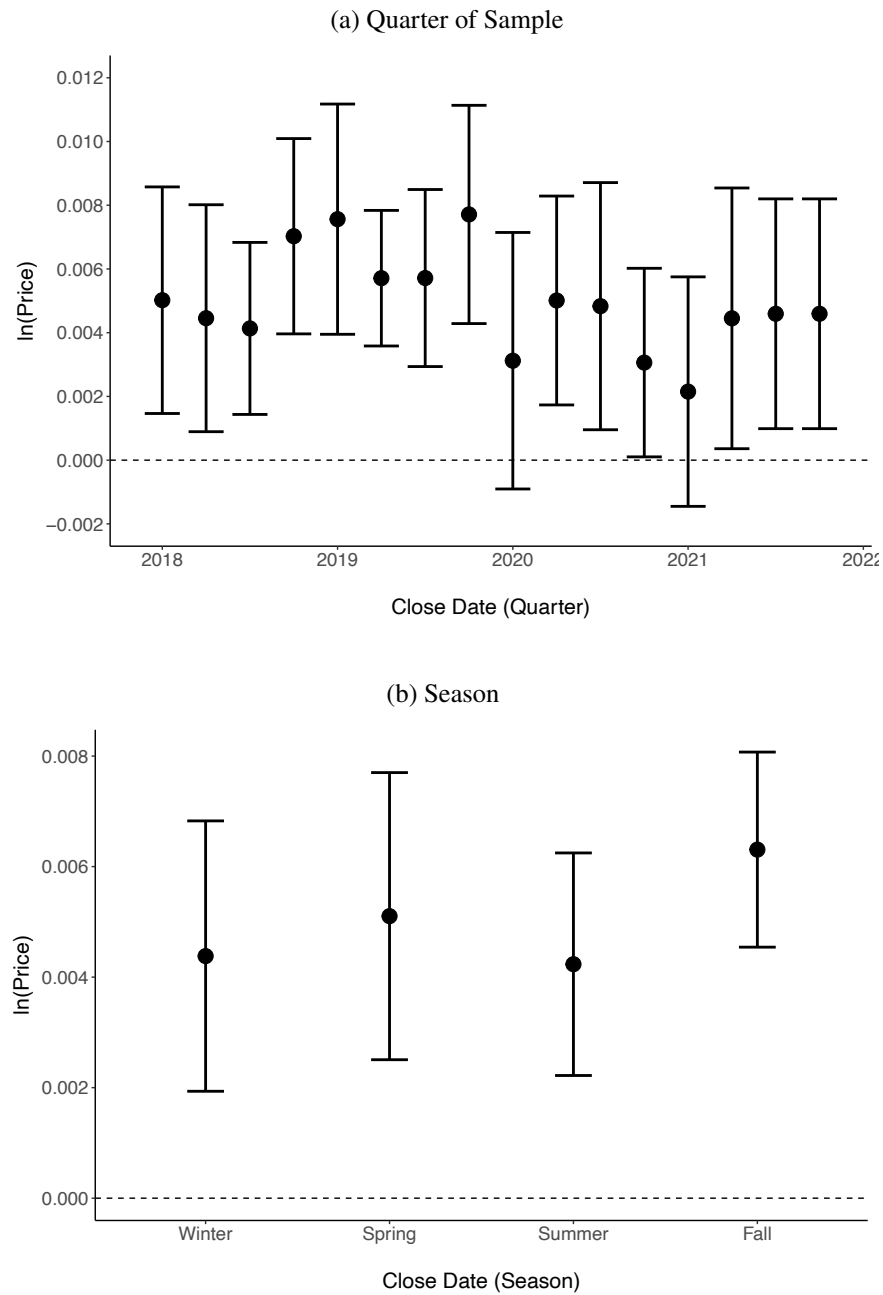 (a) Quarter of Sample
0.012
0.010
0.008
0.006
0.004
0.002
0.000
−0.002
ln(Price)
2018 2019 2020 2021 2022
Close Date (Quarter)
(b) Season
0.008
0.006
0.004
0.002
0.000
ln(Price)
Winter Spring Summer Fall
Close Date (Season)